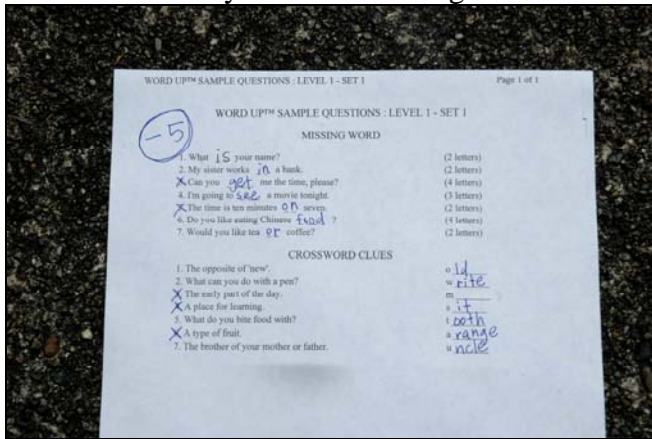 WORD UP™ SAMPLE QUESTIONS : LEVEL 1 - SET 1 Page 1 of 1
WORD UP™ SAMPLE QUESTIONS : LEVEL 1 - SET 1
-5
MISSING WORD
1. What is your name? (2 letters)
2. My sister works in a bank. (2 letters)
X Can you get me the time, please? (4 letters)
4. I'm going to see a movie tonight. (3 letters)
X The time is ten minutes on seven. (2 letters)
6. Do you like eating Chinese food ? (4 letters)
7. Would you like tea or coffee? (2 letters)
CROSSWORD CLUES
1. The opposite of 'new'. old
2. What can you do with a pen? write
X The early part of the day. m
X A place for learning. sit
5. What do you bite food with? tooth
X A type of fruit. arange
7. The brother of your mother or father. uncle